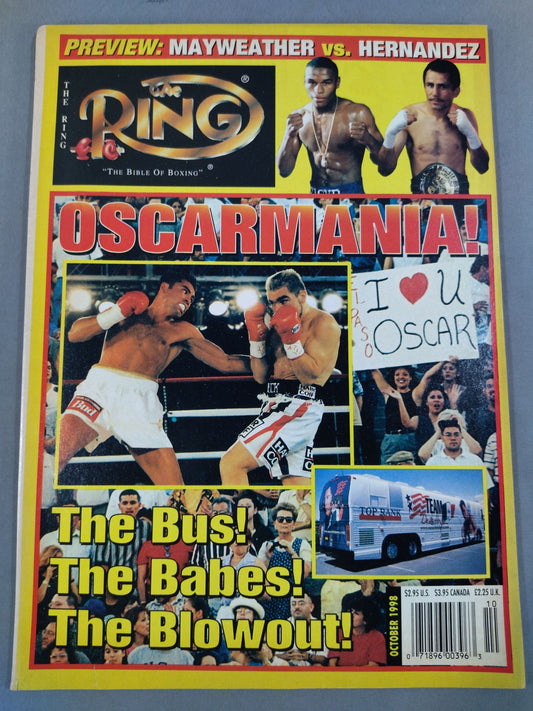 PREVIEW: MAYWEATHER vs. HERNANDEZ
THE RING
The
RING
®
"THE BIBLE OF BOXING"®
OSCARMANIA!
EL PASO
I ♥ U
OSCAR
Bud
TOP RANK
TEAM
The Bus!
The Babes!
The Blowout!
OCTOBER 1998
$2.95 U.S. $3.95 CANADA £2.25 U.K.
10
0 71896 00396 3